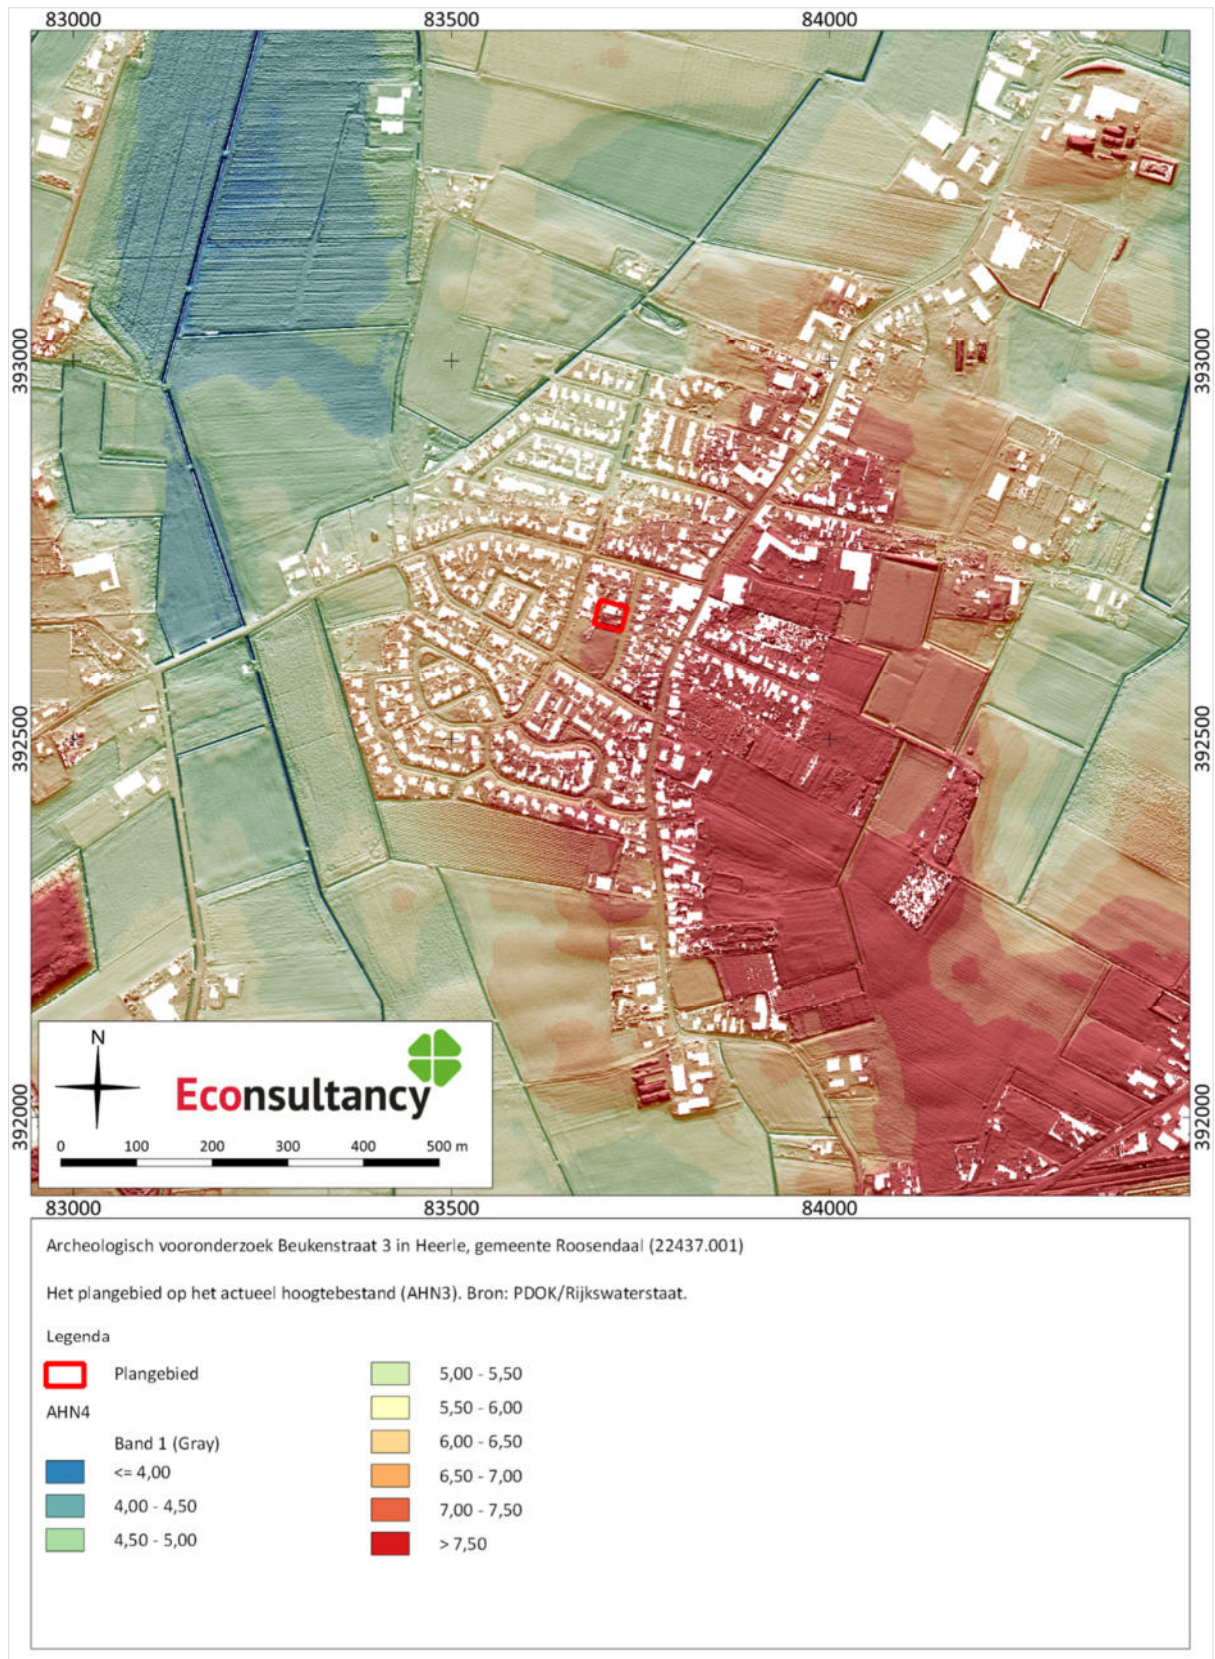 83000 83500 84000
393000 393000
392500 392500
392000 392000
N
Econsultancy
0 100 200 300 400 500 m
83000 83500 84000
Archeologisch vooronderzoek Beukenstraat 3 in Heerle, gemeente Roosendaal (22437.001)
Het plangebied op het actueel hoogtebestand (AHN3). Bron: PDOK/Rijkswaterstaat.
Legenda
Plangebied
AHN4
Band 1 (Gray)
<= 4,00
4,00 - 4,50
4,50 - 5,00
5,00 - 5,50
5,50 - 6,00
6,00 - 6,50
6,50 - 7,00
7,00 - 7,50
> 7,50